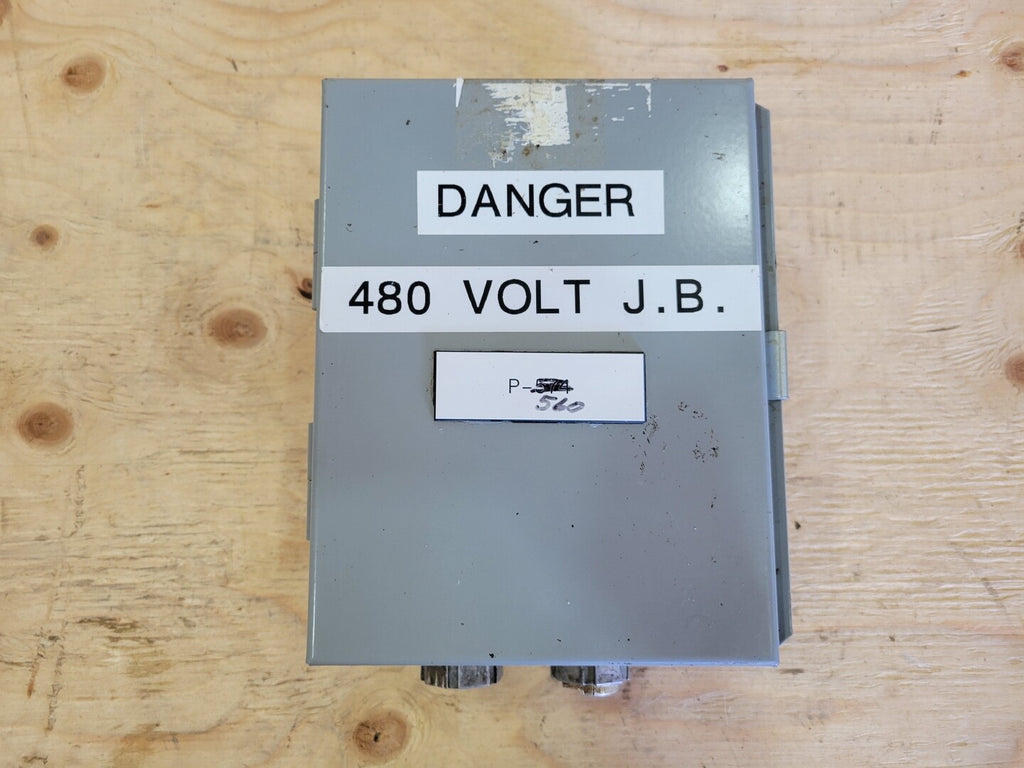 DANGER
480 VOLT J.B.
P-574
560